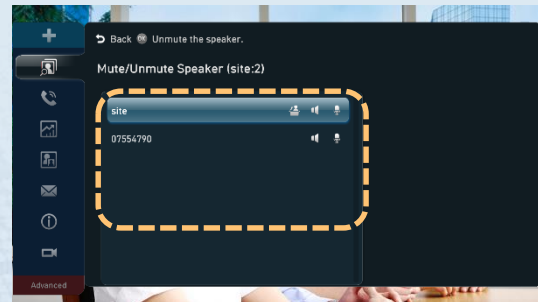 Back OK Unmute the speaker.
Mute/Unmute Speaker (site:2)
site
07554790
Advanced